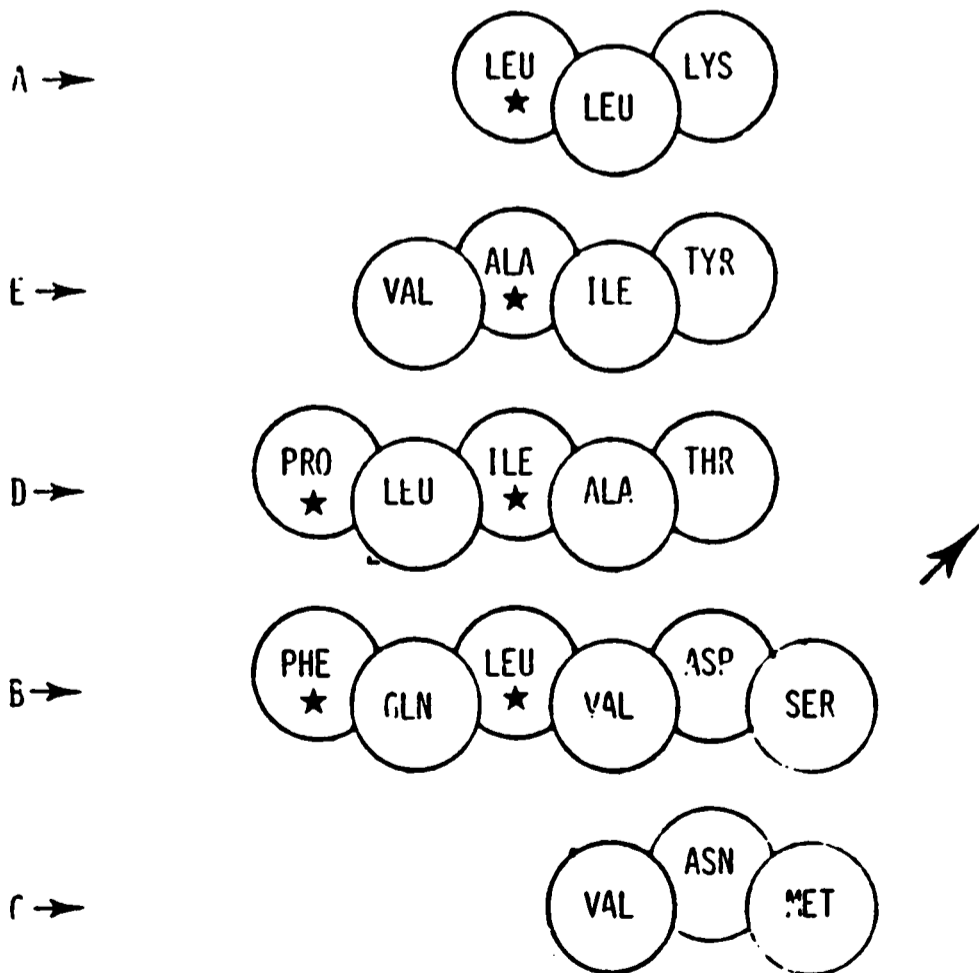 A LEU LEU LYS
E VAL ALA ILE TYR
D PRO LEU ILE ALA THR
B PHE GLN LEU VAL ASP SER
C VAL ASN MET